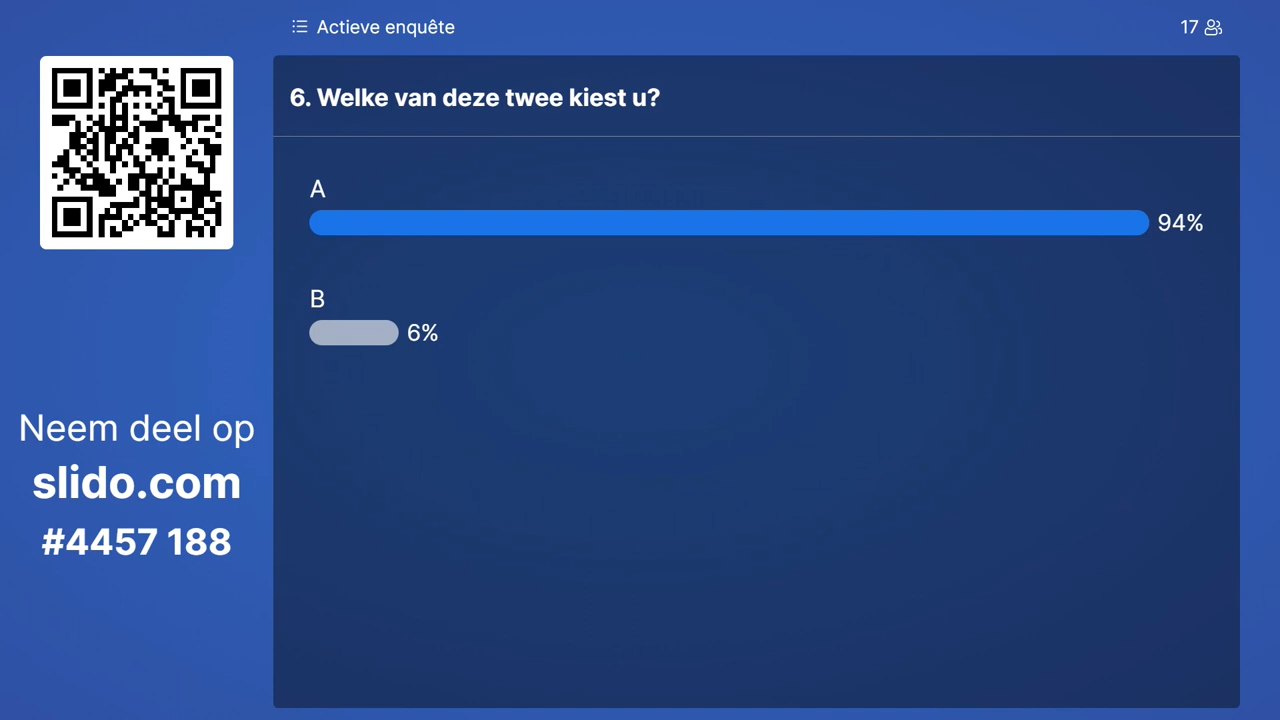 Actieve enquête
17
6. Welke van deze twee kiest u?
A
94%
B
6%
Neem deel op
slido.com
#4457 188